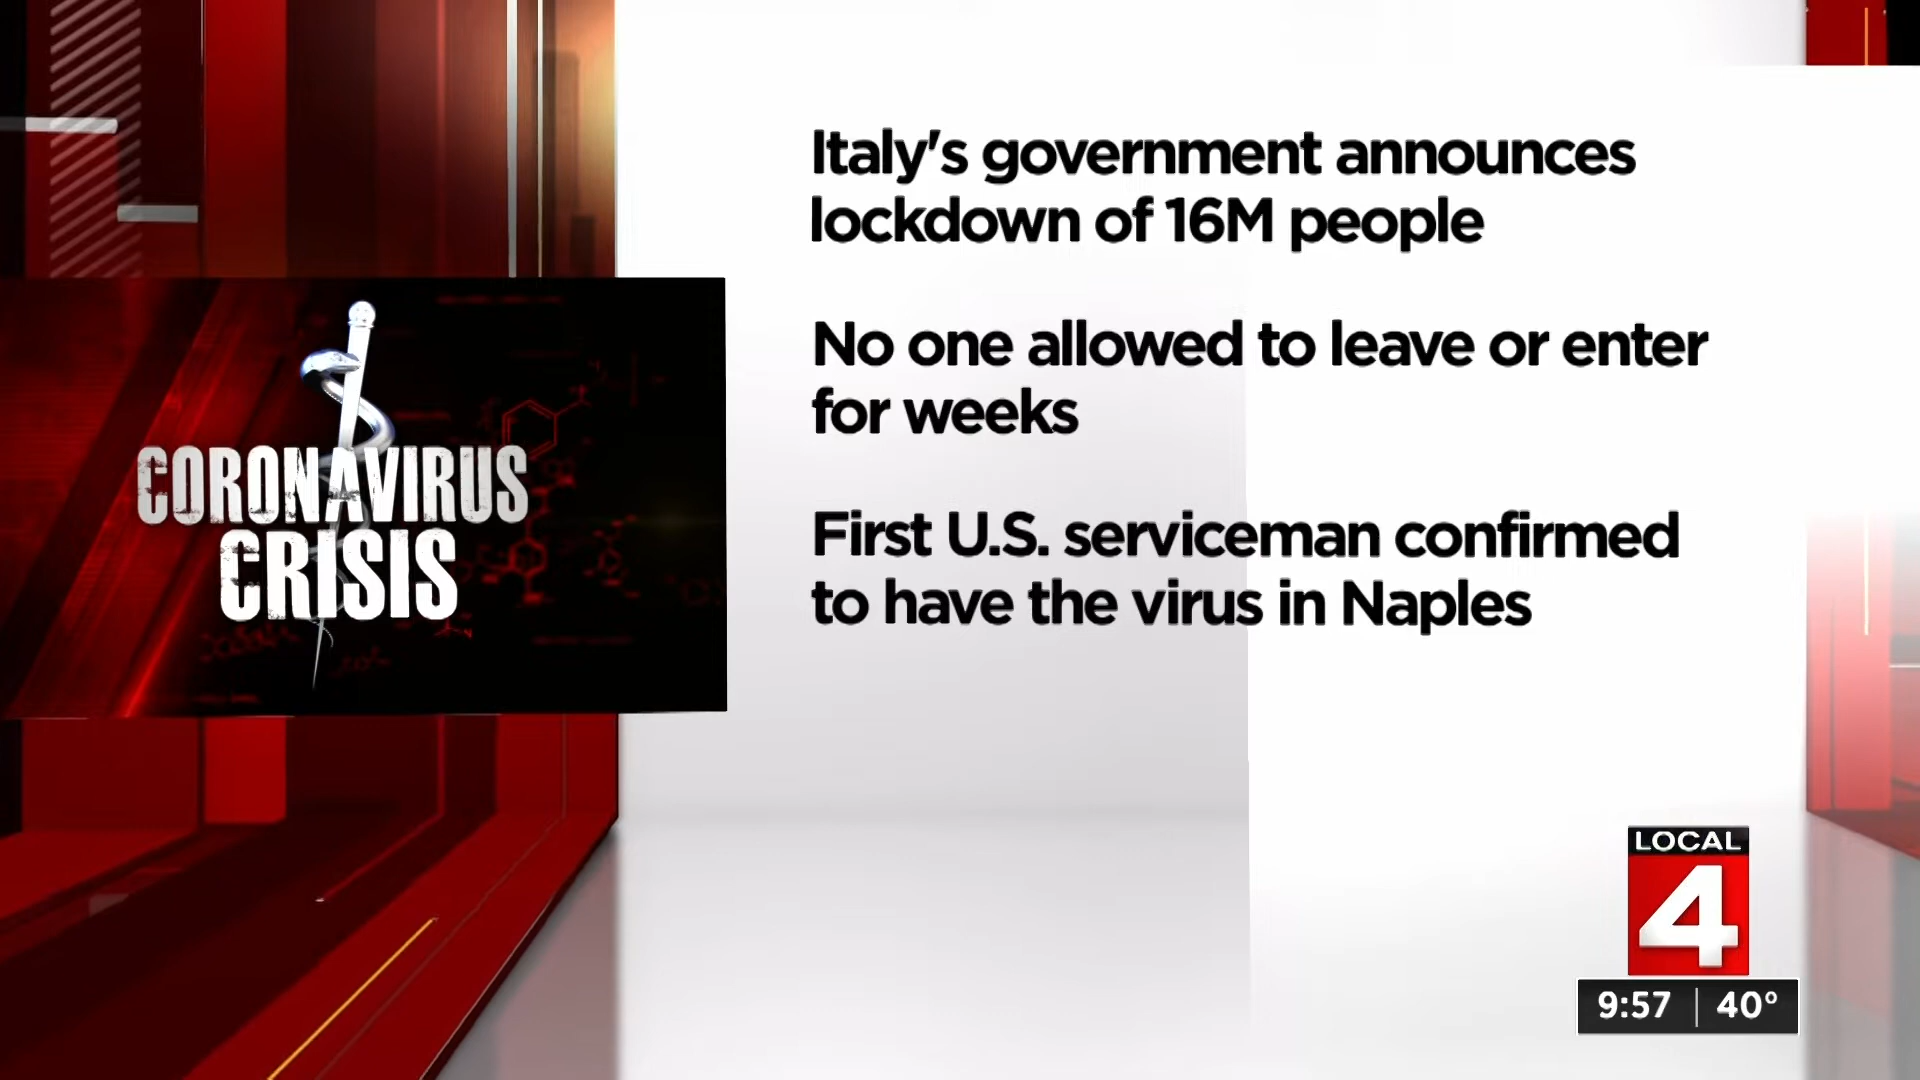 Italy's government announces
lockdown of 16M people
No one allowed to leave or enter
for weeks
First U.S. serviceman confirmed
to have the virus in Naples
CORONAVIRUS
CRISIS
LOCAL
4
9:57 40°